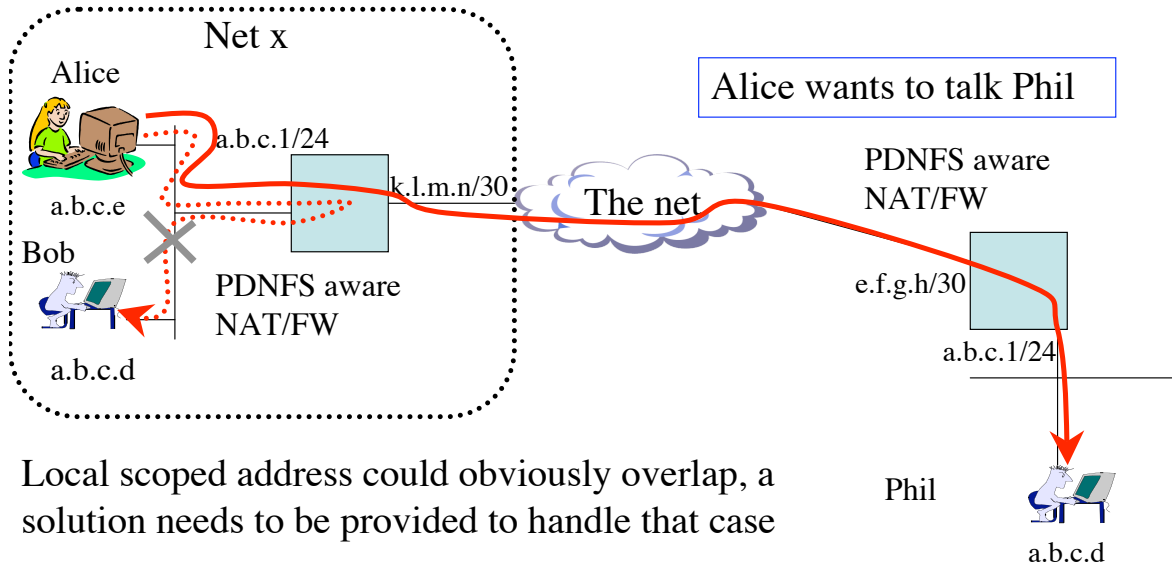 Net x
Alice
Alice wants to talk Phil
a.b.c.1/24
PDNFS aware
NAT/FW
k.l.m.n/30
The net
a.b.c.e
Bob
PDNFS aware
NAT/FW
e.f.g.h/30
a.b.c.1/24
a.b.c.d
Local scoped address could obviously overlap, a
solution needs to be provided to handle that case
Phil
a.b.c.d